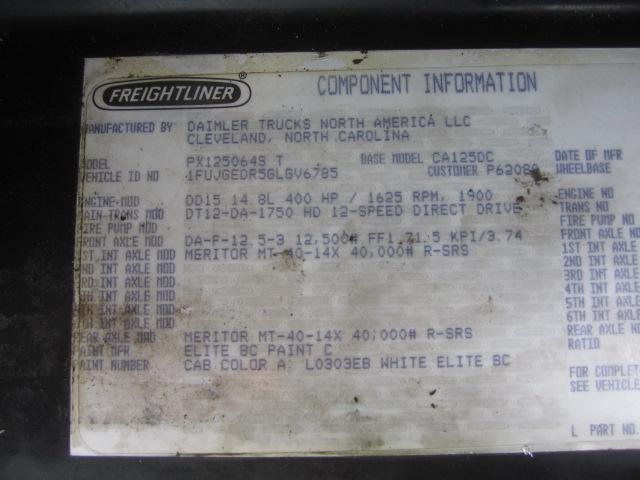 FREIGHTLINER ® COMPONENT INFORMATION
MANUFACTURED BY DAIMLER TRUCKS NORTH AMERICA LLC
CLEVELAND, NORTH CAROLINA
MODEL PX125064S T BASE MODEL CA125DC DATE OF MFR
VEHICLE ID NO 1FUJGEDR5GLGV6785 CUSTOMER P6208A WHEELBASE
ENGINE MOD DD15 14.8L 400 HP / 1625 RPM, 1900 ENGINE NO
MAIN TRANS MOD DT12-DA-1750 HD 12-SPEED DIRECT DRIVE TRANS NO
FIRE PUMP MOD FIRE PUMP NO
FRONT AXLE MOD DA-F-12.5-3 12,500# FF1 71.5 KPI/3.74 FRONT AXLE NO
1ST INT AXLE MOD MERITOR MT-40-14X 40,000# R-SRS 1ST INT AXLE
2ND INT AXLE MOD 2ND INT AXLE
3RD INT AXLE MOD 3RD INT AXLE
4TH INT AXLE MOD 4TH INT AXLE
5TH INT AXLE MOD 5TH INT AXLE
6TH INT AXLE MOD 6TH INT AXLE
REAR AXLE MOD MERITOR MT-40-14X 40,000# R-SRS REAR AXLE NO
PAINT MFR ELITE BC PAINT C RATIO
PAINT NUMBER CAB COLOR A: L0303EB WHITE ELITE BC
FOR COMPLETE
SEE VEHICLE
L PART NO.